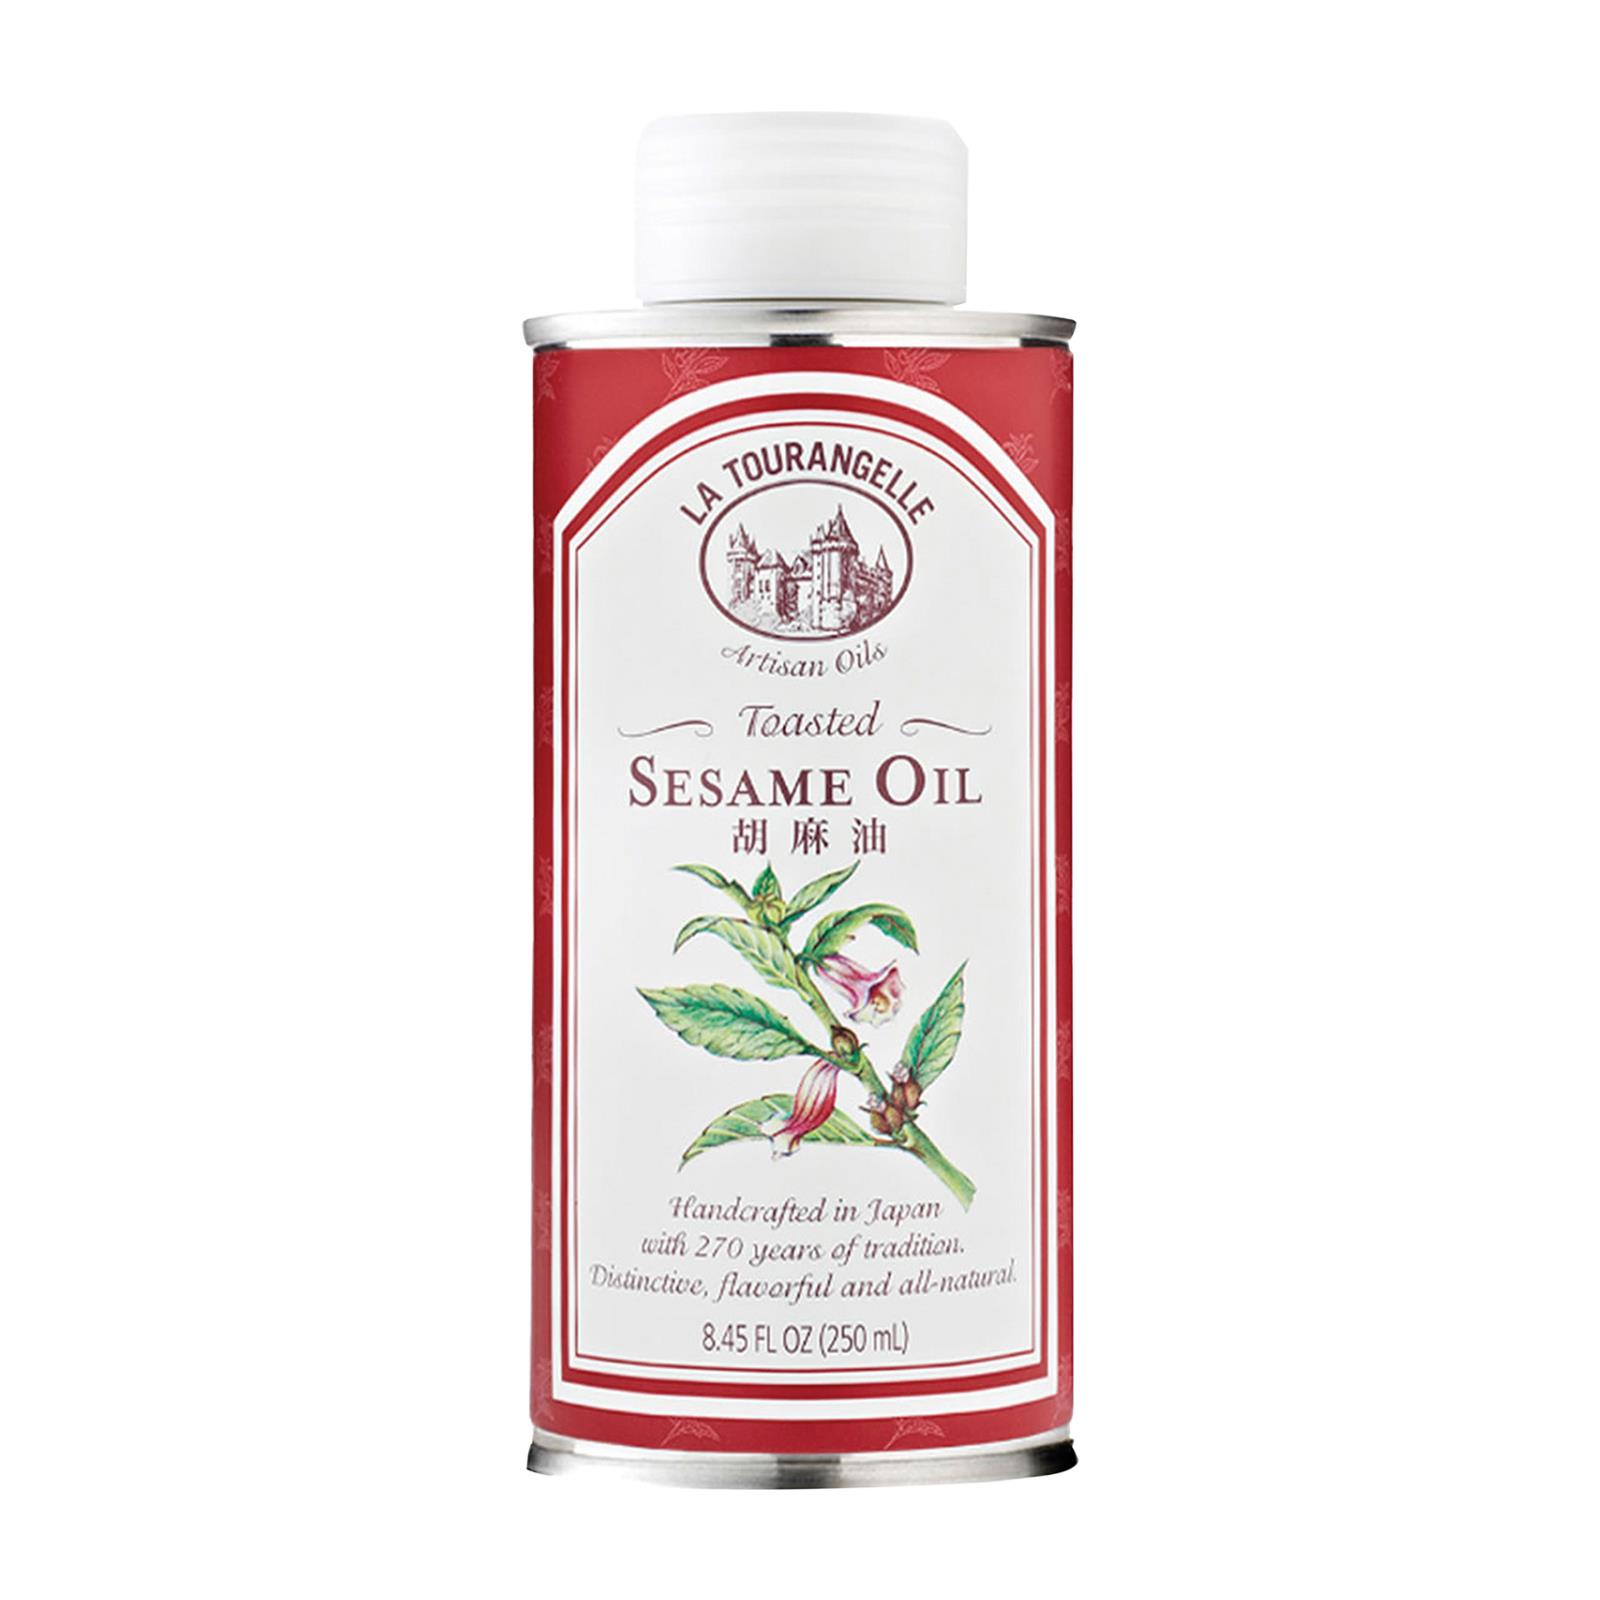 LA TOURANGELLE
Artisan Oils
Toasted
SESAME OIL
胡麻油
Handcrafted in Japan
with 270 years of tradition.
Distinctive, flavorful and all-natural.
8.45 FL OZ (250 mL)